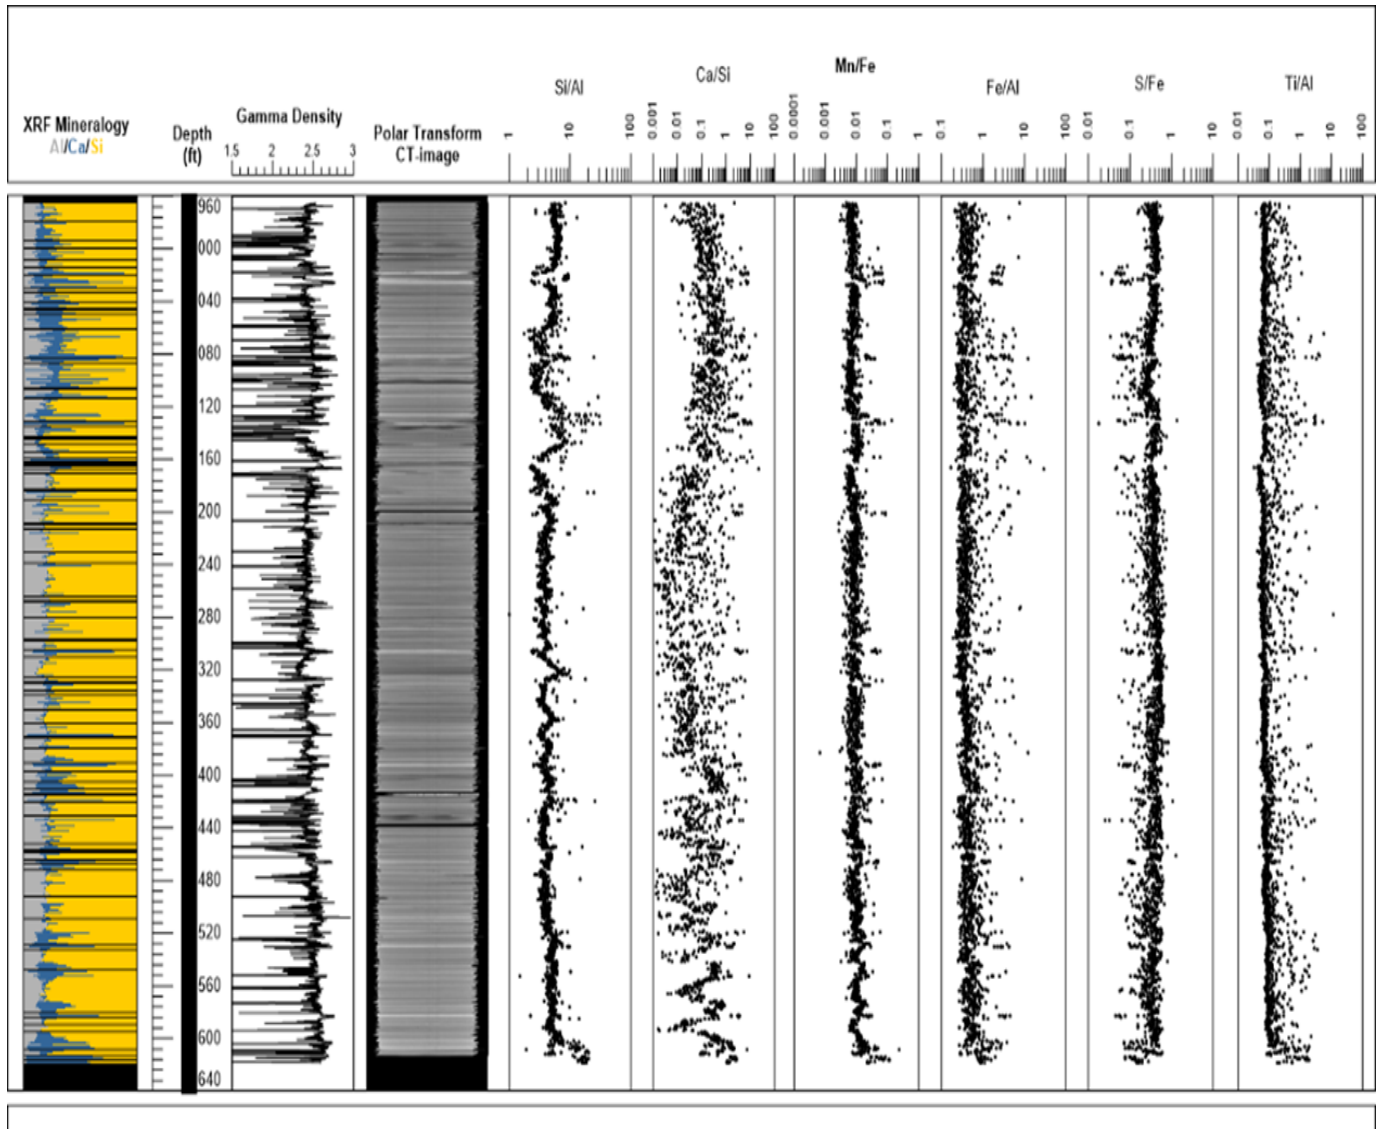 Si/Al
Ca/Si
Mn/Fe
Fe/Al
S/Fe
Ti/Al
XRF Mineralogy
Al/Ca/Si
Depth
(ft)
Gamma Density
1.5 2 2.5 3
Polar Transform
CT-image
1 10 100
0.001 0.01 0.1 1 10 100
0.0001 0.001 0.01 0.1 1
0.1 1 10 100
0.01 0.1 1 10
0.01 0.1 1 10 100
960
000
040
080
120
160
200
240
280
320
360
400
440
480
520
560
600
640